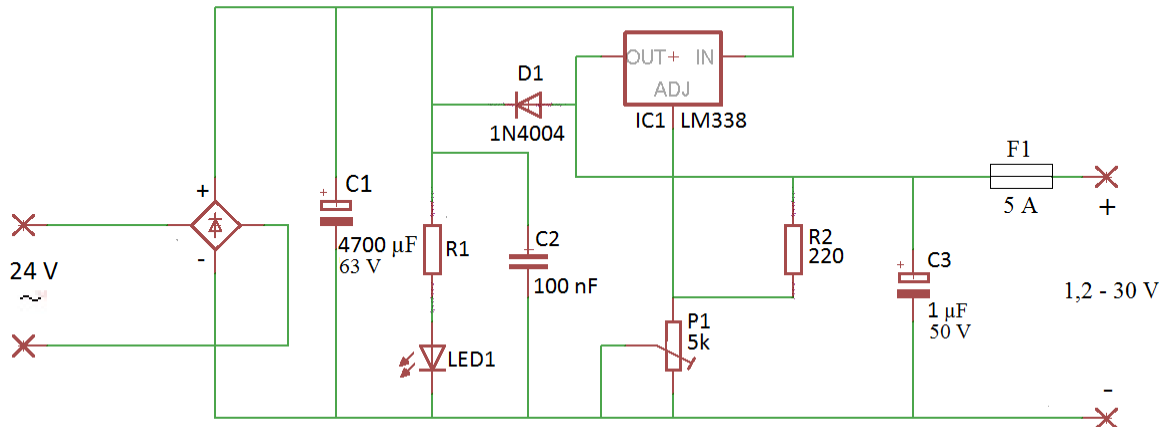 OUT+ IN
ADJ
IC1 LM338
D1
1N4004
F1
5 A
+
-
24 V
~
C1
+
4700 µF
63 V
R1
C2
+
100 nF
R2
220
C3
+
1 µF
50 V
+
1,2 - 30 V
-
P1
5k
LED1